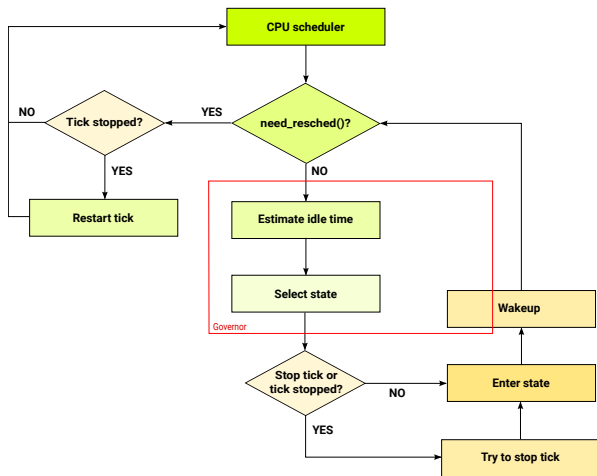 CPU scheduler
NO
Tick stopped?
YES
need_resched()?
YES
NO
Restart tick
Estimate idle time
Select state
Governor
Wakeup
Stop tick or
tick stopped?
NO
Enter state
YES
Try to stop tick